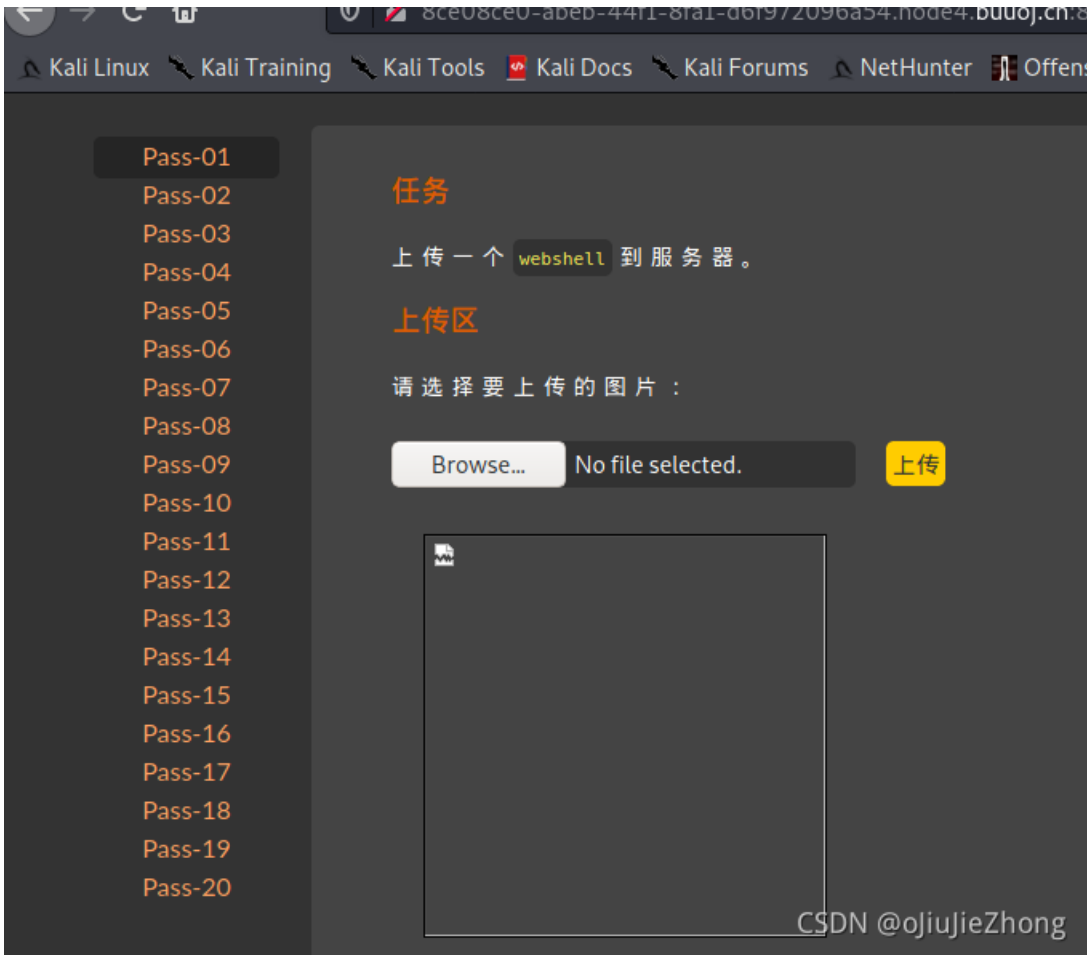 8ce08ce0-abeb-44f1-8fa1-d6f972096a54.node4.buuoj.cn:8
Kali Linux Kali Training Kali Tools Kali Docs Kali Forums NetHunter Offens
Pass-01
Pass-02
Pass-03
Pass-04
Pass-05
Pass-06
Pass-07
Pass-08
Pass-09
Pass-10
Pass-11
Pass-12
Pass-13
Pass-14
Pass-15
Pass-16
Pass-17
Pass-18
Pass-19
Pass-20
任务
上传一个 webshell 到服务器。
上传区
请选择要上传的图片：
Browse... No file selected. 上传
CSDN @oJiuJieZhong